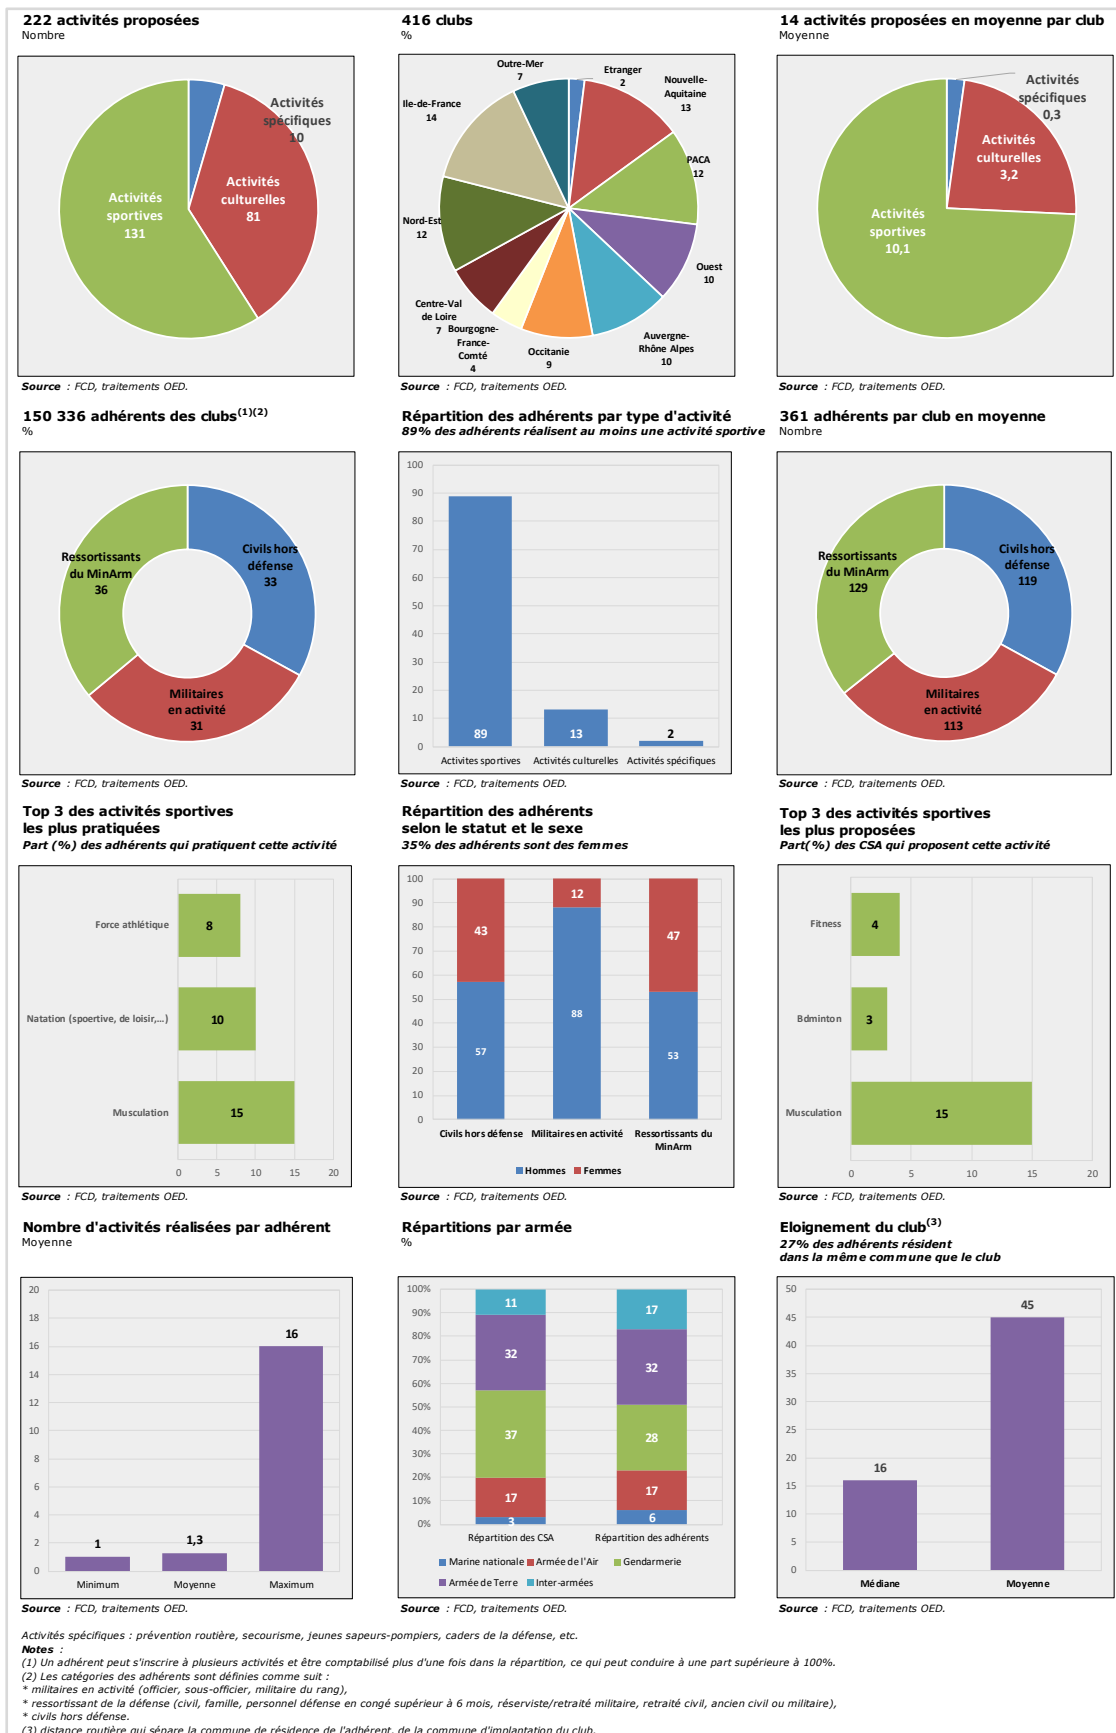 222 activités proposées
Nombre
Activités
spécifiques
10
Activités
culturelles
81
Activités
sportives
131
Source : FCD, traitements OED.
416 clubs
%
Outre-Mer
7
Etranger
2
Nouvelle-
Aquitaine
13
PACA
12
Ouest
10
Auvergne-
Rhône Alpes
10
Occitanie
9
Bourgogne-
France-
Comté
4
Centre-Val
de Loire
7
Nord-Est
12
Ile-de-France
14
Source : FCD, traitements OED.
14 activités proposées en moyenne par club
Moyenne
Activités
spécifiques
0,3
Activités
culturelles
3,2
Activités
sportives
10,1
Source : FCD, traitements OED.
150 336 adhérents des clubs(1)(2)
%
Civils hors
défense
33
Ressortissants
du MinArm
36
Militaires
en activité
31
Source : FCD, traitements OED.
Répartition des adhérents par type d'activité
89% des adhérents réalisent au moins une activité sportive
100
90
80
70
60
50
40
30
20
10
0
89
13
2
Activites sportives
Activités culturelles
Activités spécifiques
Source : FCD, traitements OED.
361 adhérents par club en moyenne
Nombre
Civils hors
défense
119
Ressortissants
du MinArm
129
Militaires
en activité
113
Source : FCD, traitements OED.
Top 3 des activités sportives
les plus pratiquées
Part (%) des adhérents qui pratiquent cette activité
Force athlétique
8
Natation (spoertive, de loisir,...)
10
Musculation
15
0 5 10 15 20
Source : FCD, traitements OED.
Répartition des adhérents
selon le statut et le sexe
35% des adhérents sont des femmes
100
90
80
70
60
50
40
30
20
10
0
43
57
12
88
47
53
Civils hors défense
Militaires en activité
Ressortissants du
MinArm
Hommes Femmes
Source : FCD, traitements OED.
Top 3 des activités sportives
les plus proposées
Part(%) des CSA qui proposent cette activité
Fitness
4
Bdminton
3
Musculation
15
0 5 10 15 20
Source : FCD, traitements OED.
Nombre d'activités réalisées par adhérent
Moyenne
20
18
16
14
12
10
8
6
4
2
0
1
1,3
16
Minimum Moyenne Maximum
Source : FCD, traitements OED.
Répartitions par armée
%
100%
90%
80%
70%
60%
50%
40%
30%
20%
10%
0%
11
32
37
17
3
17
32
28
17
6
Répartition des CSA
Répartition des adhérents
Marine nationale Armée de l'Air Gendarmerie
Armée de Terre Inter-armées
Source : FCD, traitements OED.
Eloignement du club(3)
27% des adhérents résident
dans la même commune que le club
50
45
40
35
30
25
20
15
10
5
0
16
45
Médiane Moyenne
Source : FCD, traitements OED.
Activités spécifiques : prévention routière, secourisme, jeunes sapeurs-pompiers, caders de la défense, etc.
Notes :
(1) Un adhérent peut s'inscrire à plusieurs activités et être comptabilisé plus d'une fois dans la répartition, ce qui peut conduire à une part supérieure à 100%.
(2) Les catégories des adhérents sont définies comme suit :
* militaires en activité (officier, sous-officier, militaire du rang),
* ressortissant de la défense (civil, famille, personnel défense en congé supérieur à 6 mois, réserviste/retraité militaire, retraité civil, ancien civil ou militaire),
* civils hors défense.
(3) distance routière qui sépare la commune de résidence de l'adhérent, de la commune d'implantation du club.